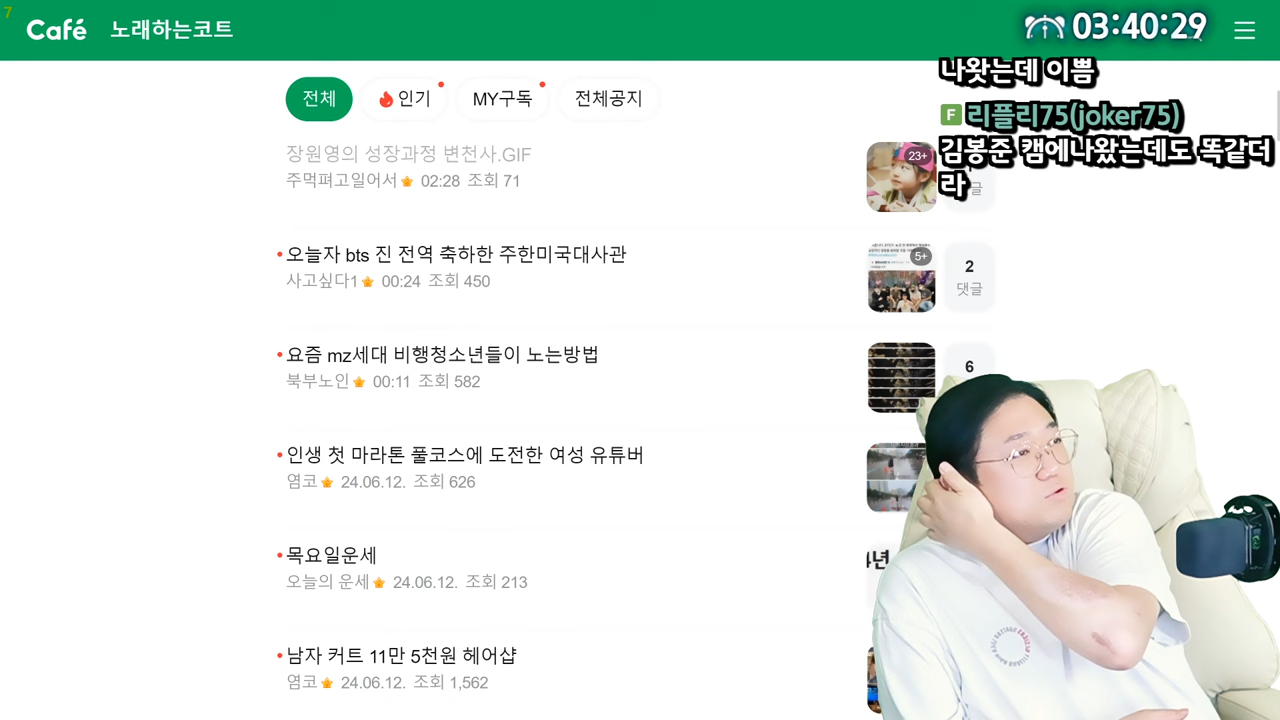 7
Café 노래하는코트
03:40:29
나왓는데 이쁨
F 리플리75(joker75)
김봉준 캠에나왔는데도 똑같더
라
전체 인기 MY구독 전체공지
장원영의 성장과정 변천사.GIF
주먹펴고일어서 02:28 조회 71
23+
오늘자 bts 진 전역 축하한 주한미국대사관
사고싶다1 00:24 조회 450
5+
2
댓글
요즘 mz세대 비행청소년들이 노는방법
북부노인 00:11 조회 582
6
인생 첫 마라톤 풀코스에 도전한 여성 유튜버
염코 24.06.12. 조회 626
목요일운세
오늘의 운세 24.06.12. 조회 213
남자 커트 11만 5천원 헤어샵
염코 24.06.12. 조회 1,562